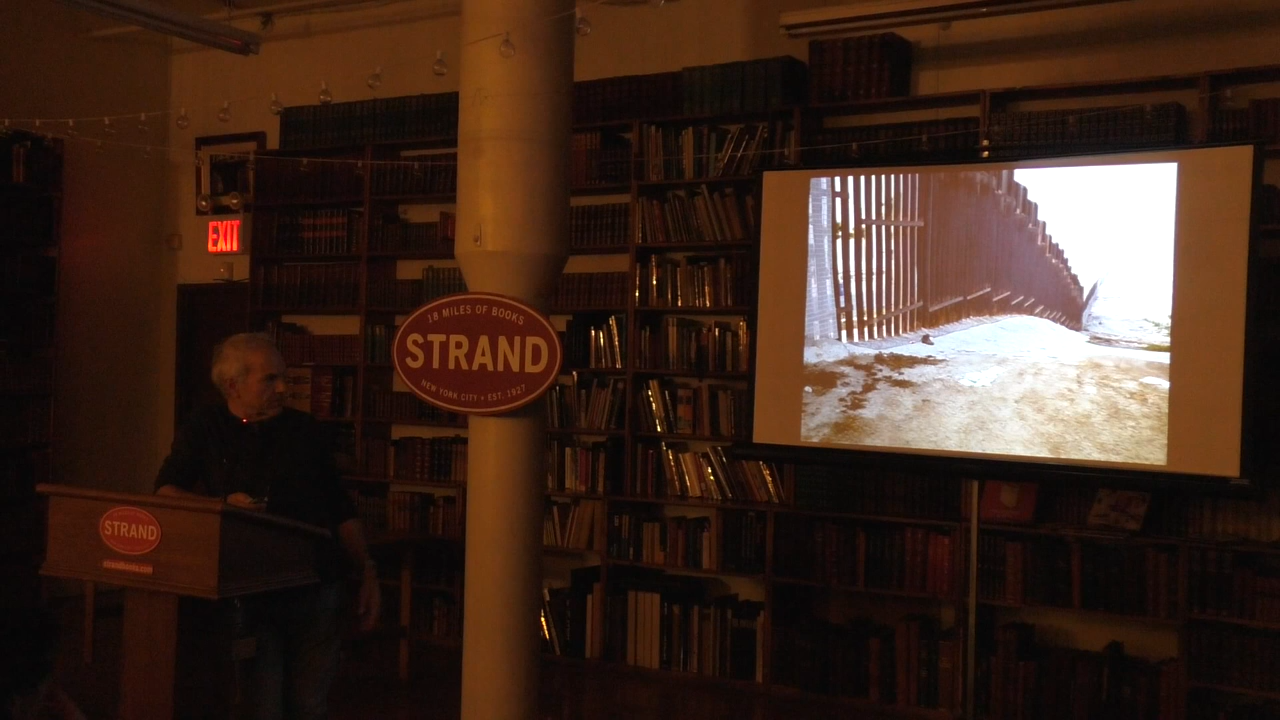 EXIT
18 MILES OF BOOKS
STRAND
NEW YORK CITY • EST. 1927
STRAND